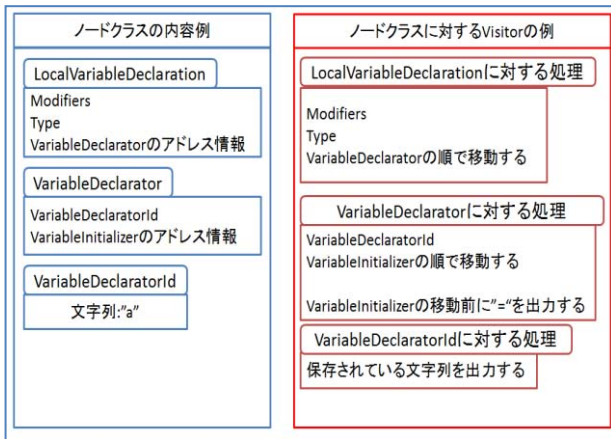 ノードクラスの内容例
LocalVariableDeclaration
Modifiers
Type
VariableDeclaratorのアドレス情報
VariableDeclarator
VariableDeclaratorId
VariableInitializerのアドレス情報
VariableDeclaratorId
文字列:”a”
ノードクラスに対するVisitorの例
LocalVariableDeclarationに対する処理
Modifiers
Type
VariableDeclaratorの順で移動する
VariableDeclaratorに対する処理
VariableDeclaratorId
VariableInitializerの順で移動する
VariableInitializerの移動前に”=“を出力する
VariableDeclaratorIdに対する処理
保存されている文字列を出力する